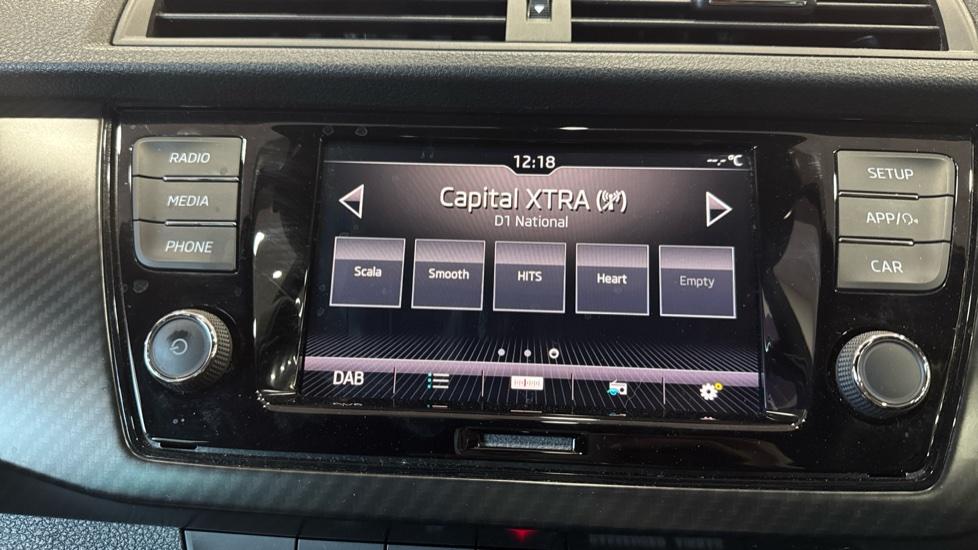 RADIO
MEDIA
PHONE
12:18
--,-°C
Capital XTRA
D1 National
Scala
Smooth
HITS
Heart
Empty
DAB
SETUP
APP/
CAR